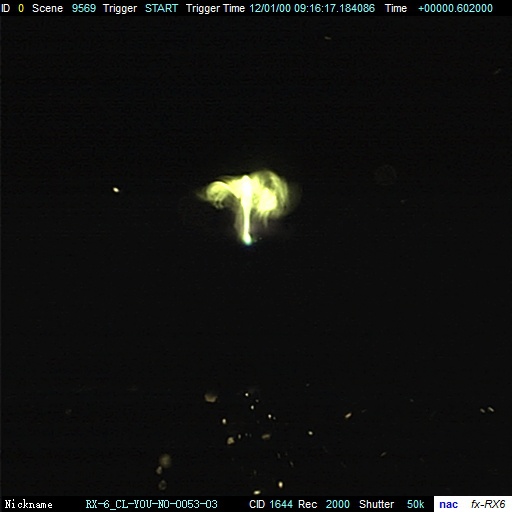 ID 0 Scene 9569 Trigger START Trigger Time 12/01/00 09:16:17.184086 Time +00000.602000
Nickname RX-6_CL-YOU-NO-0053-03 CID 1644 Rec 2000 Shutter 50k nac fx-RX6